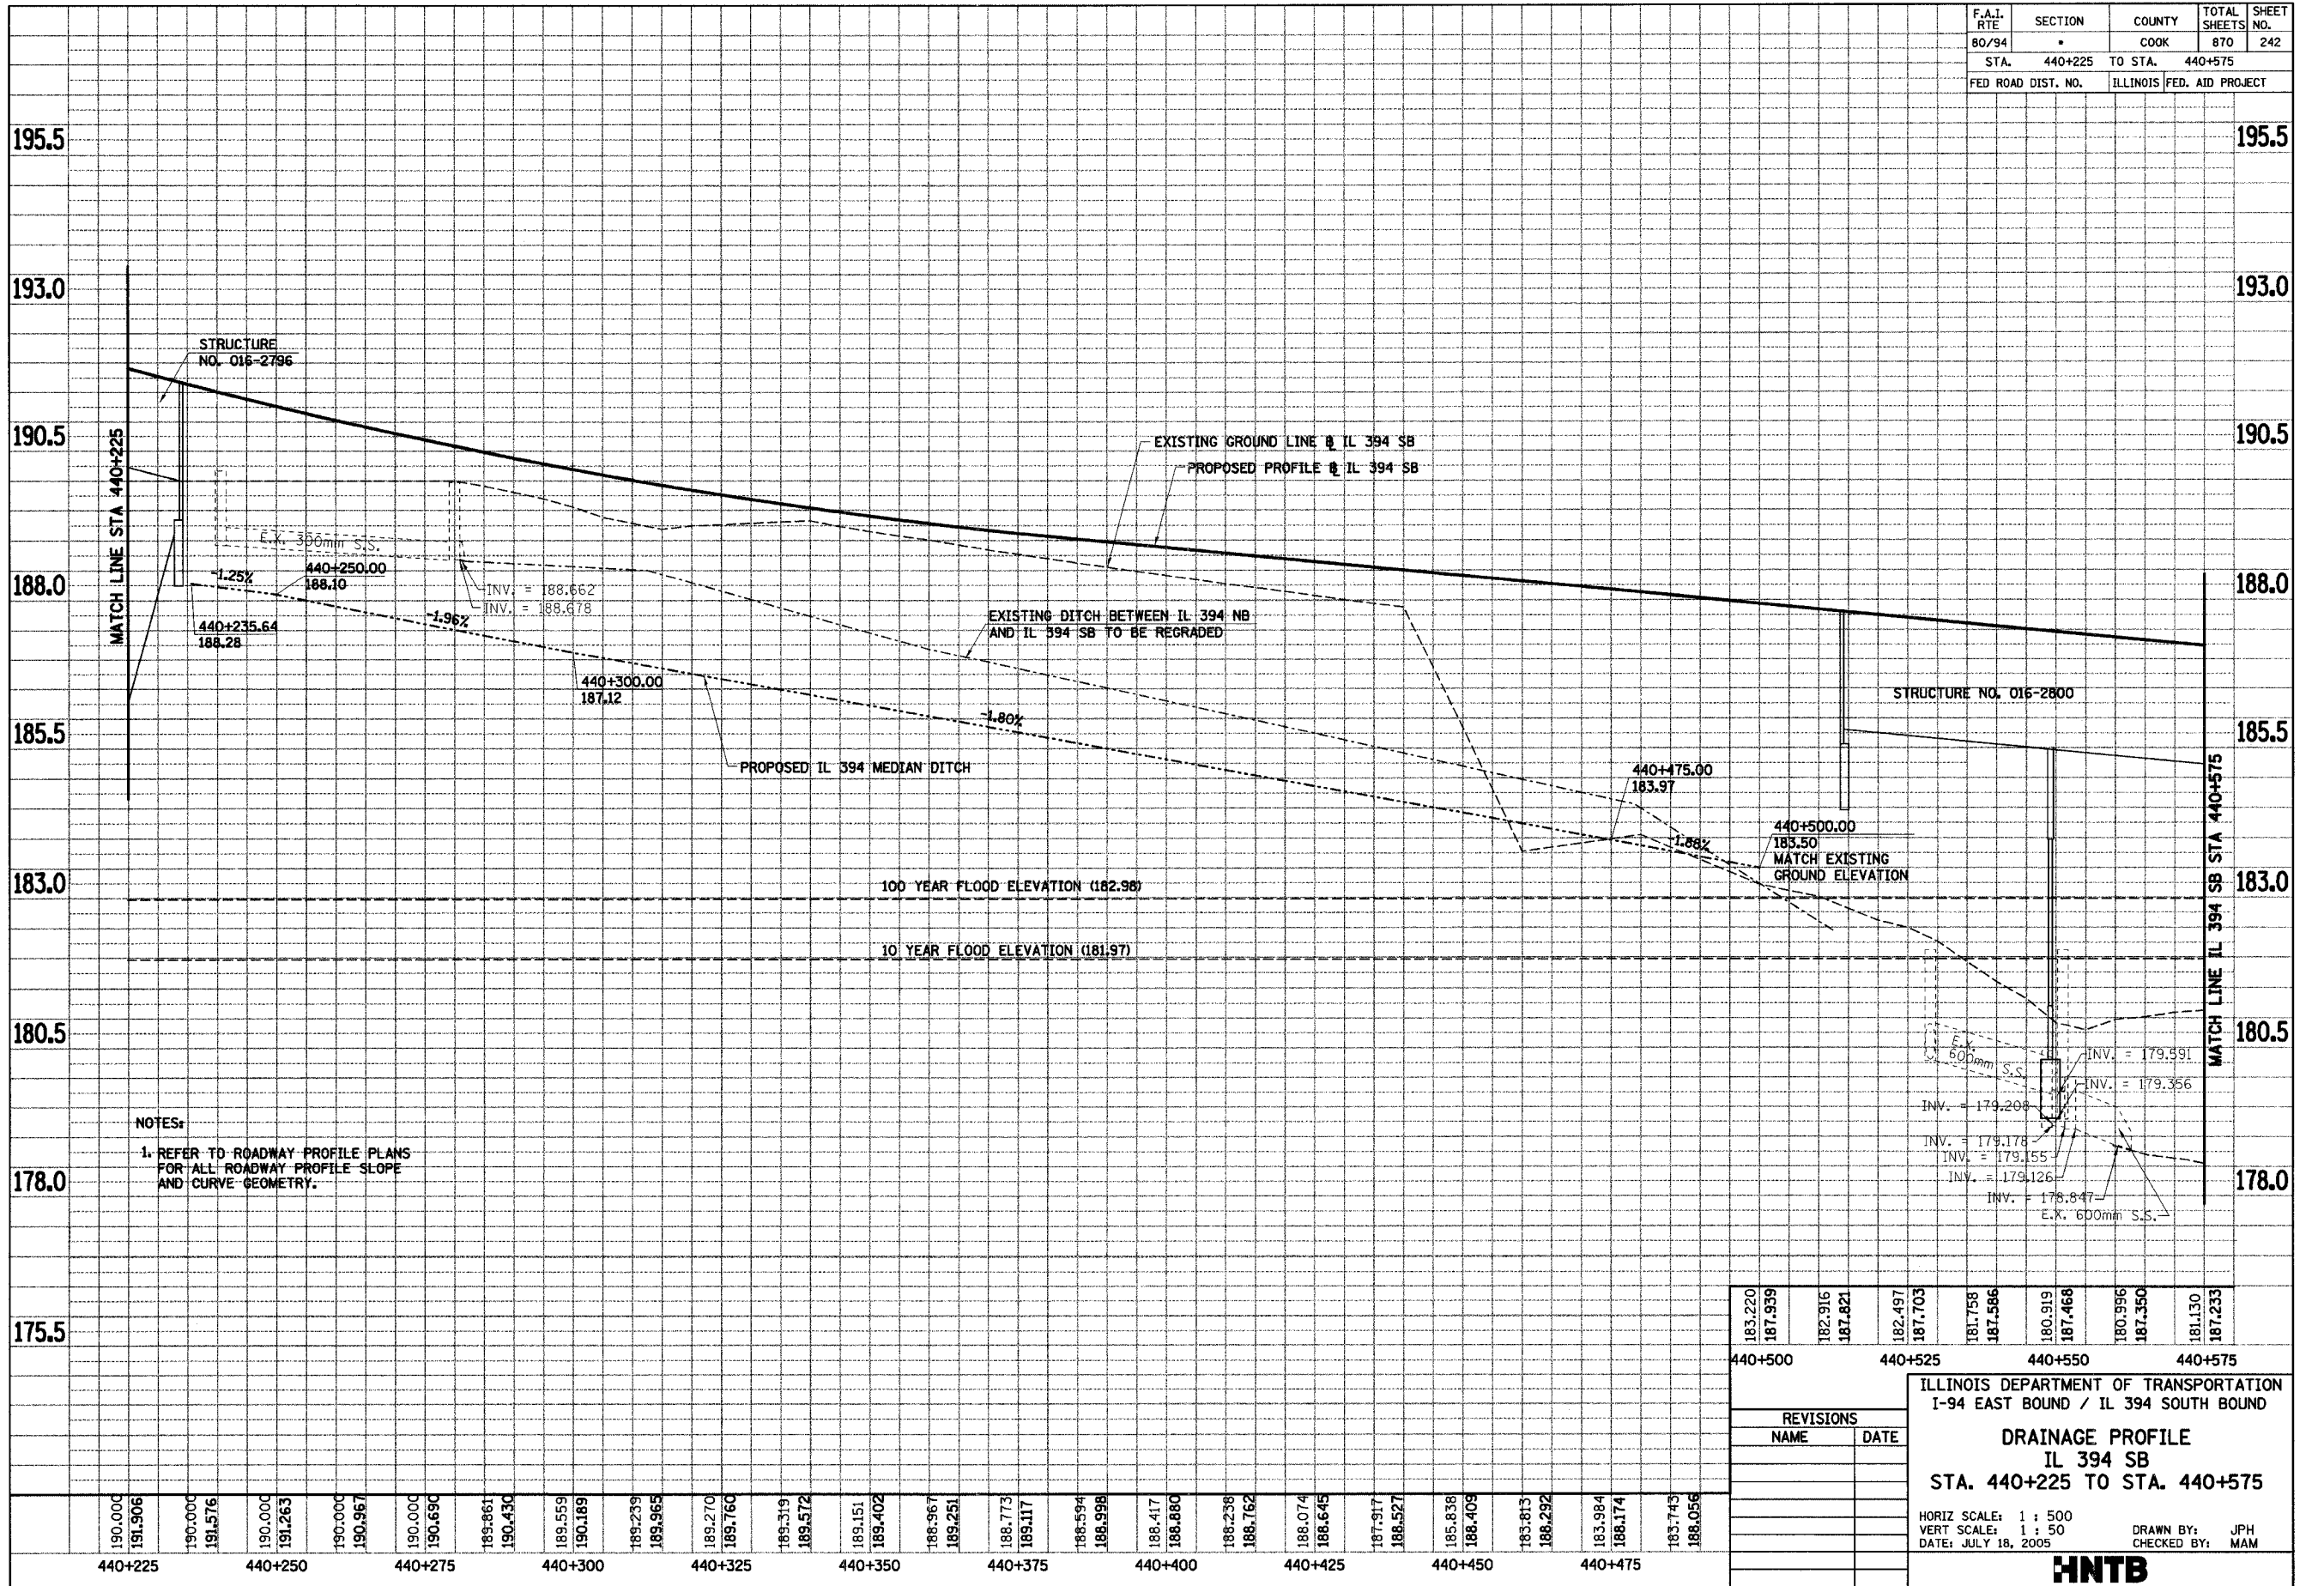 F.A.I. RTE SECTION COUNTY TOTAL SHEETS SHEET NO.
80/94 • COOK 870 242
STA. 440+225 TO STA. 440+575
FED ROAD DIST. NO. ILLINOIS FED. AID PROJECT
195.5 195.5
193.0 193.0
190.5 190.5
188.0 188.0
185.5 185.5
183.0 183.0
180.5 180.5
178.0 178.0
175.5
MATCH LINE STA 440+225
STRUCTURE
NO. 016-2796
E.X. 300mm S.S.
-1.25%
440+250.00
188.10
440+235.64
188.28
INV. = 188.662
INV. = 188.678
-1.96%
440+300.00
187.12
EXISTING GROUND LINE ℄ IL 394 SB
PROPOSED PROFILE ℄ IL 394 SB
EXISTING DITCH BETWEEN IL 394 NB
AND IL 394 SB TO BE REGRADED
-1.80%
PROPOSED IL 394 MEDIAN DITCH
440+475.00
183.97
-1.88%
440+500.00
183.50
MATCH EXISTING
GROUND ELEVATION
STRUCTURE NO. 016-2800
100 YEAR FLOOD ELEVATION (182.98)
10 YEAR FLOOD ELEVATION (181.97)
MATCH LINE IL 394 SB STA 440+575
E.X.
600mm S.S.
INV. = 179.591
INV. = 179.356
INV. = 179.208
INV. = 179.178
INV. = 179.155
INV. = 179.126
INV. = 178.847
E.X. 600mm S.S.
NOTES:
1. REFER TO ROADWAY PROFILE PLANS
FOR ALL ROADWAY PROFILE SLOPE
AND CURVE GEOMETRY.
183.220 187.939
182.916 187.821
182.497 187.703
181.758 187.586
180.919 187.468
180.996 187.350
181.130 187.233
440+500 440+525 440+550 440+575
190.000 191.906
190.000 191.576
190.000 191.263
190.000 190.967
190.000 190.690
189.861 190.430
189.559 190.189
189.239 189.965
189.270 189.760
189.319 189.572
189.151 189.402
188.967 189.251
188.773 189.117
188.594 188.998
188.417 188.880
188.238 188.762
188.074 188.645
187.917 188.527
185.838 188.409
183.813 188.292
183.984 188.174
183.743 188.056
440+225 440+250 440+275 440+300 440+325 440+350 440+375 440+400 440+425 440+450 440+475
REVISIONS
NAME DATE
ILLINOIS DEPARTMENT OF TRANSPORTATION
I-94 EAST BOUND / IL 394 SOUTH BOUND
DRAINAGE PROFILE
IL 394 SB
STA. 440+225 TO STA. 440+575
HORIZ SCALE: 1 : 500
VERT SCALE: 1 : 50 DRAWN BY: JPH
DATE: JULY 18, 2005 CHECKED BY: MAM
HNTB